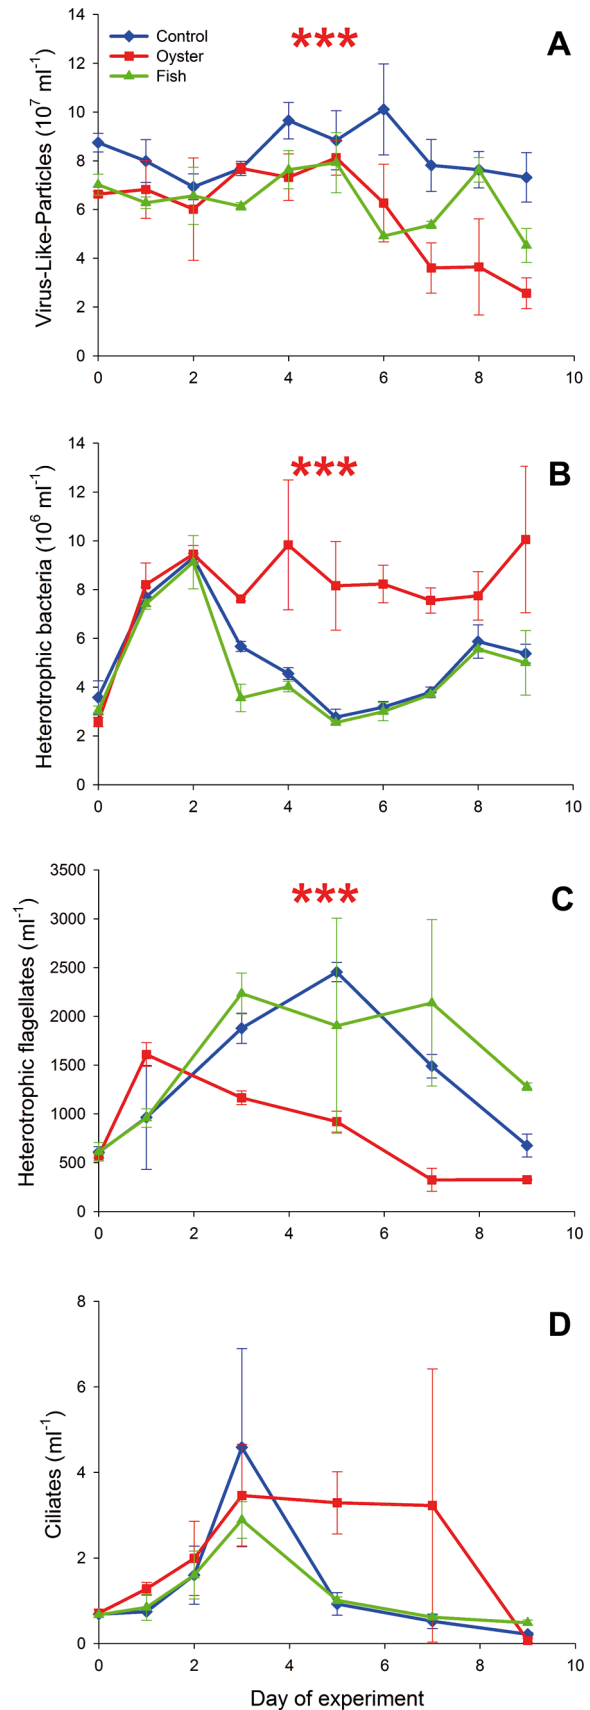 14
12
10
8
6
4
2
0
Virus-Like-Particles (10⁷ ml⁻¹)
Control
Oyster
Fish
***
A
0 2 4 6 8 10
14
12
10
8
6
4
2
0
Heterotrophic bacteria (10⁶ ml⁻¹)
***
B
0 2 4 6 8 10
3500
3000
2500
2000
1500
1000
500
0
Heterotrophic flagellates (ml⁻¹)
***
C
0 2 4 6 8 10
8
6
4
2
0
Ciliates (ml⁻¹)
D
0 2 4 6 8 10
Day of experiment